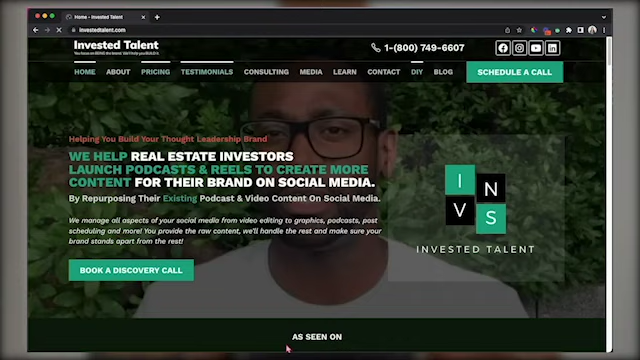 Home - Invested Talent
investedtalent.com
Invested Talent
1-(800) 749-6607
HOME ABOUT PRICING TESTIMONIALS CONSULTING MEDIA LEARN CONTACT DIY BLOG SCHEDULE A CALL
Helping You Build Your Thought Leadership Brand
WE HELP REAL ESTATE INVESTORS
LAUNCH PODCASTS & REELS TO CREATE MORE
CONTENT FOR THEIR BRAND ON SOCIAL MEDIA.
By Repurposing Their Existing Podcast & Video Content On Social Media.
We manage all aspects of your social media from video editing to graphics, podcasts, post
scheduling and more! You provide the raw content, we'll handle the rest and make sure your
brand stands apart from the rest!
BOOK A DISCOVERY CALL
I N
V S
INVESTED TALENT
AS SEEN ON